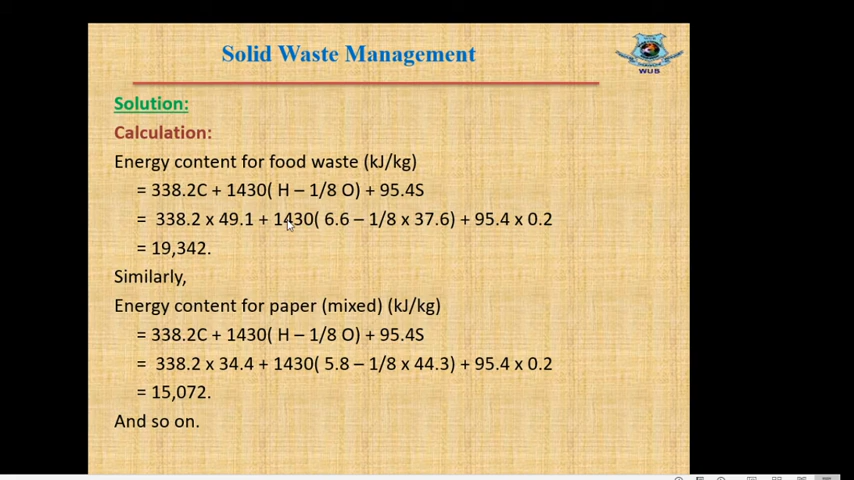 Solid Waste Management
WUB
Solution:
Calculation:
Energy content for food waste (kJ/kg)
= 338.2C + 1430( H – 1/8 O) + 95.4S
= 338.2 x 49.1 + 1430( 6.6 – 1/8 x 37.6) + 95.4 x 0.2
= 19,342.
Similarly,
Energy content for paper (mixed) (kJ/kg)
= 338.2C + 1430( H – 1/8 O) + 95.4S
= 338.2 x 34.4 + 1430( 5.8 – 1/8 x 44.3) + 95.4 x 0.2
= 15,072.
And so on.